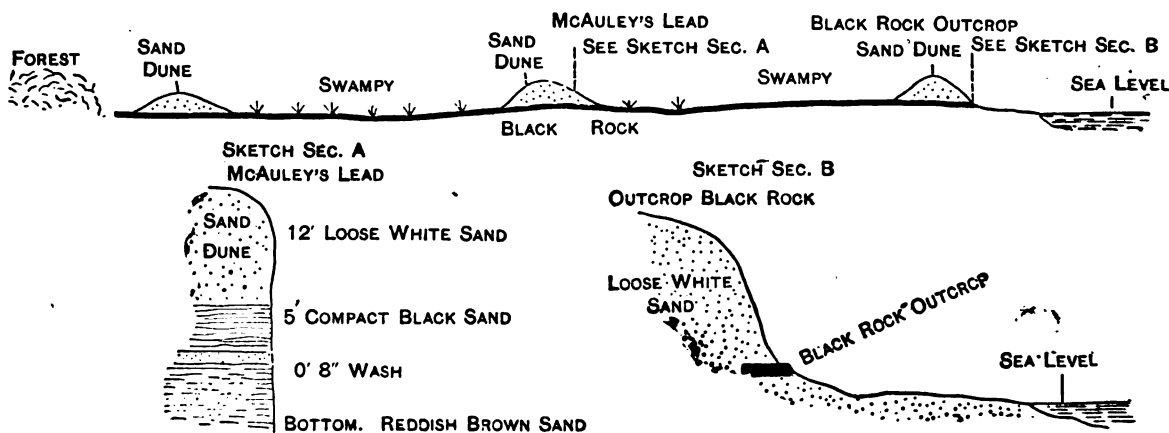 McAuley's Lead
Black Rock Outcrop
Sand Dune
See Sketch Sec. A
Sand Dune
See Sketch Sec. B
Forest
Sand
Dune
Swampy
Swampy
Sea Level
Black Rock
Sketch Sec. A
McAuley's Lead
Sketch Sec. B
Outcrop Black Rock
Sand
Dune
12' Loose White Sand
5' Compact Black Sand
0' 8" Wash
Bottom. Reddish Brown Sand
Loose White
Sand
Black Rock Outcrop
Sea Level